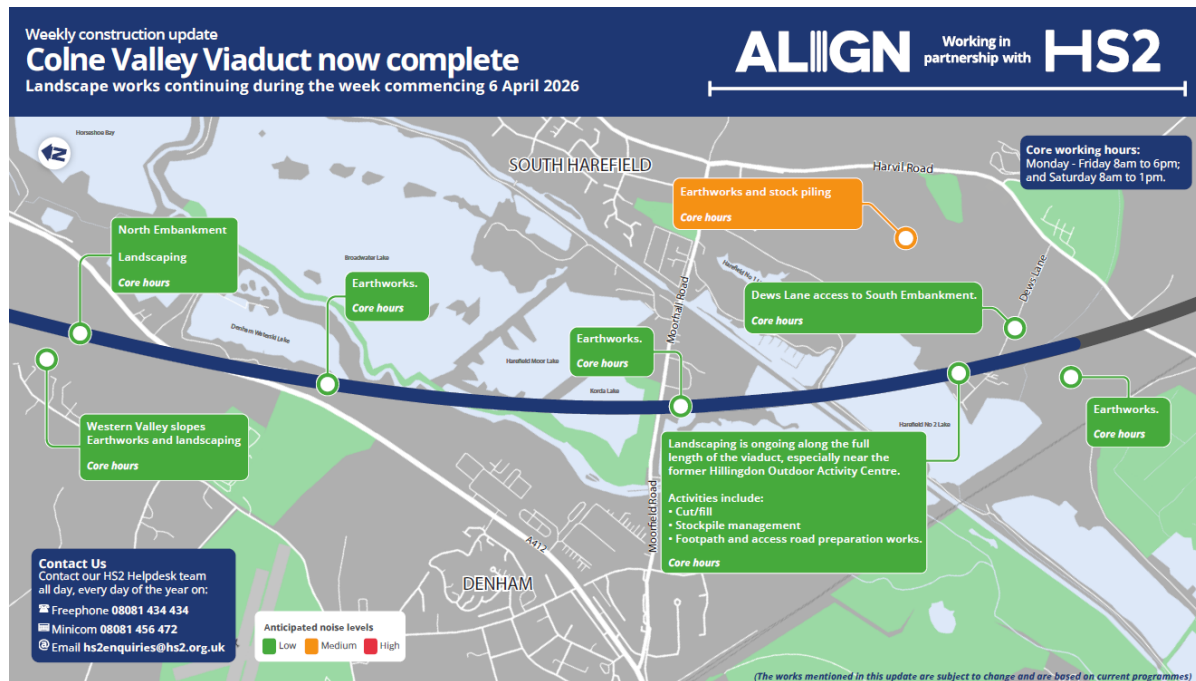 Weekly construction update
Colne Valley Viaduct now complete
Landscape works continuing during the week commencing 6 April 2026
ALIGN
Working in
partnership with
HS2
Horseshoe Bay
N
SOUTH HAREFIELD
Harvil Road
Core working hours:
Monday - Friday 8am to 6pm;
and Saturday 8am to 1pm.
Earthworks and stock piling
Core hours
North Embankment
Landscaping
Core hours
Broadwater Lake
Earthworks.
Core hours
Harefield No 1
Dews Lane
Moorhall Road
Dews Lane access to South Embankment.
Core hours
Denham Waterski Lake
Earthworks.
Core hours
Harefield Moor Lake
Korda Lake
Western Valley slopes
Earthworks and landscaping
Core hours
Harefield No 2 Lake
Earthworks.
Core hours
Landscaping is ongoing along the full
length of the viaduct, especially near the
former Hillingdon Outdoor Activity Centre.
Activities include:
• Cut/fill
• Stockpile management
• Footpath and access road preparation works.
Core hours
Moorfield Road
A412
DENHAM
Contact Us
Contact our HS2 Helpdesk team
all day, every day of the year on:
Freephone 08081 434 434
Minicom 08081 456 472
@ Email hs2enquiries@hs2.org.uk
Anticipated noise levels
Low Medium High
(The works mentioned in this update are subject to change and are based on current programmes)